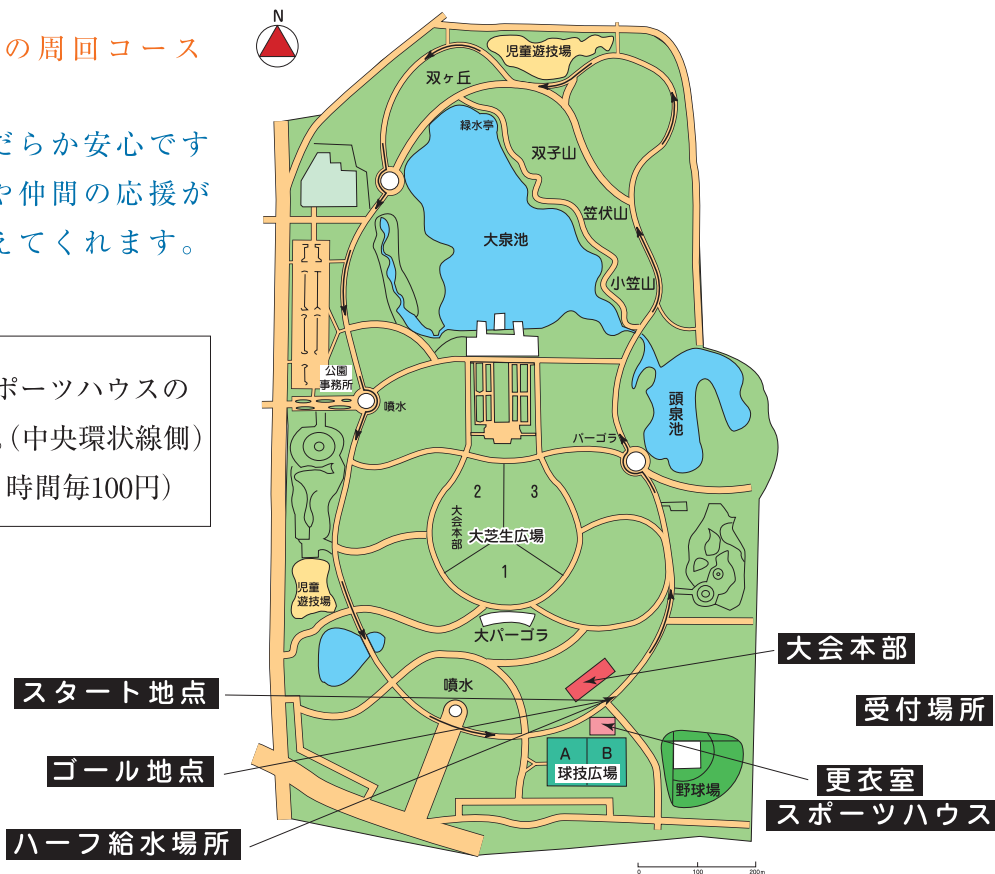 の周回コース
だらか安心です
や仲間の応援が
えてくれます。
ポーツハウスの
(中央環状線側)
時間毎100円)
N
児童遊技場
双ヶ丘
緑水亭
双子山
笠伏山
大泉池
小笠山
公園
事務所
噴水
頭泉池
パーゴラ
2
3
大会本部
大芝生広場
1
児童
遊技場
大パーゴラ
大会本部
スタート地点
噴水
受付場所
ゴール地点
A
B
球技広場
野球場
更衣室
スポーツハウス
ハーフ給水場所
0
100
200m